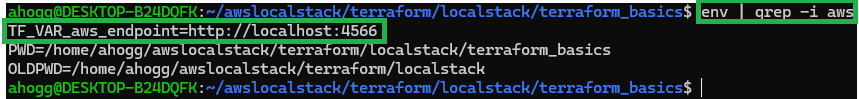 ahogg@DESKTOP-B24DQFK:~/awslocalstack/terraform/localstack/terraform_basics$ env | grep -i aws
TF_VAR_aws_endpoint=http://localhost:4566
PWD=/home/ahogg/awslocalstack/terraform/localstack/terraform_basics
OLDPWD=/home/ahogg/awslocalstack/terraform/localstack
ahogg@DESKTOP-B24DQFK:~/awslocalstack/terraform/localstack/terraform_basics$